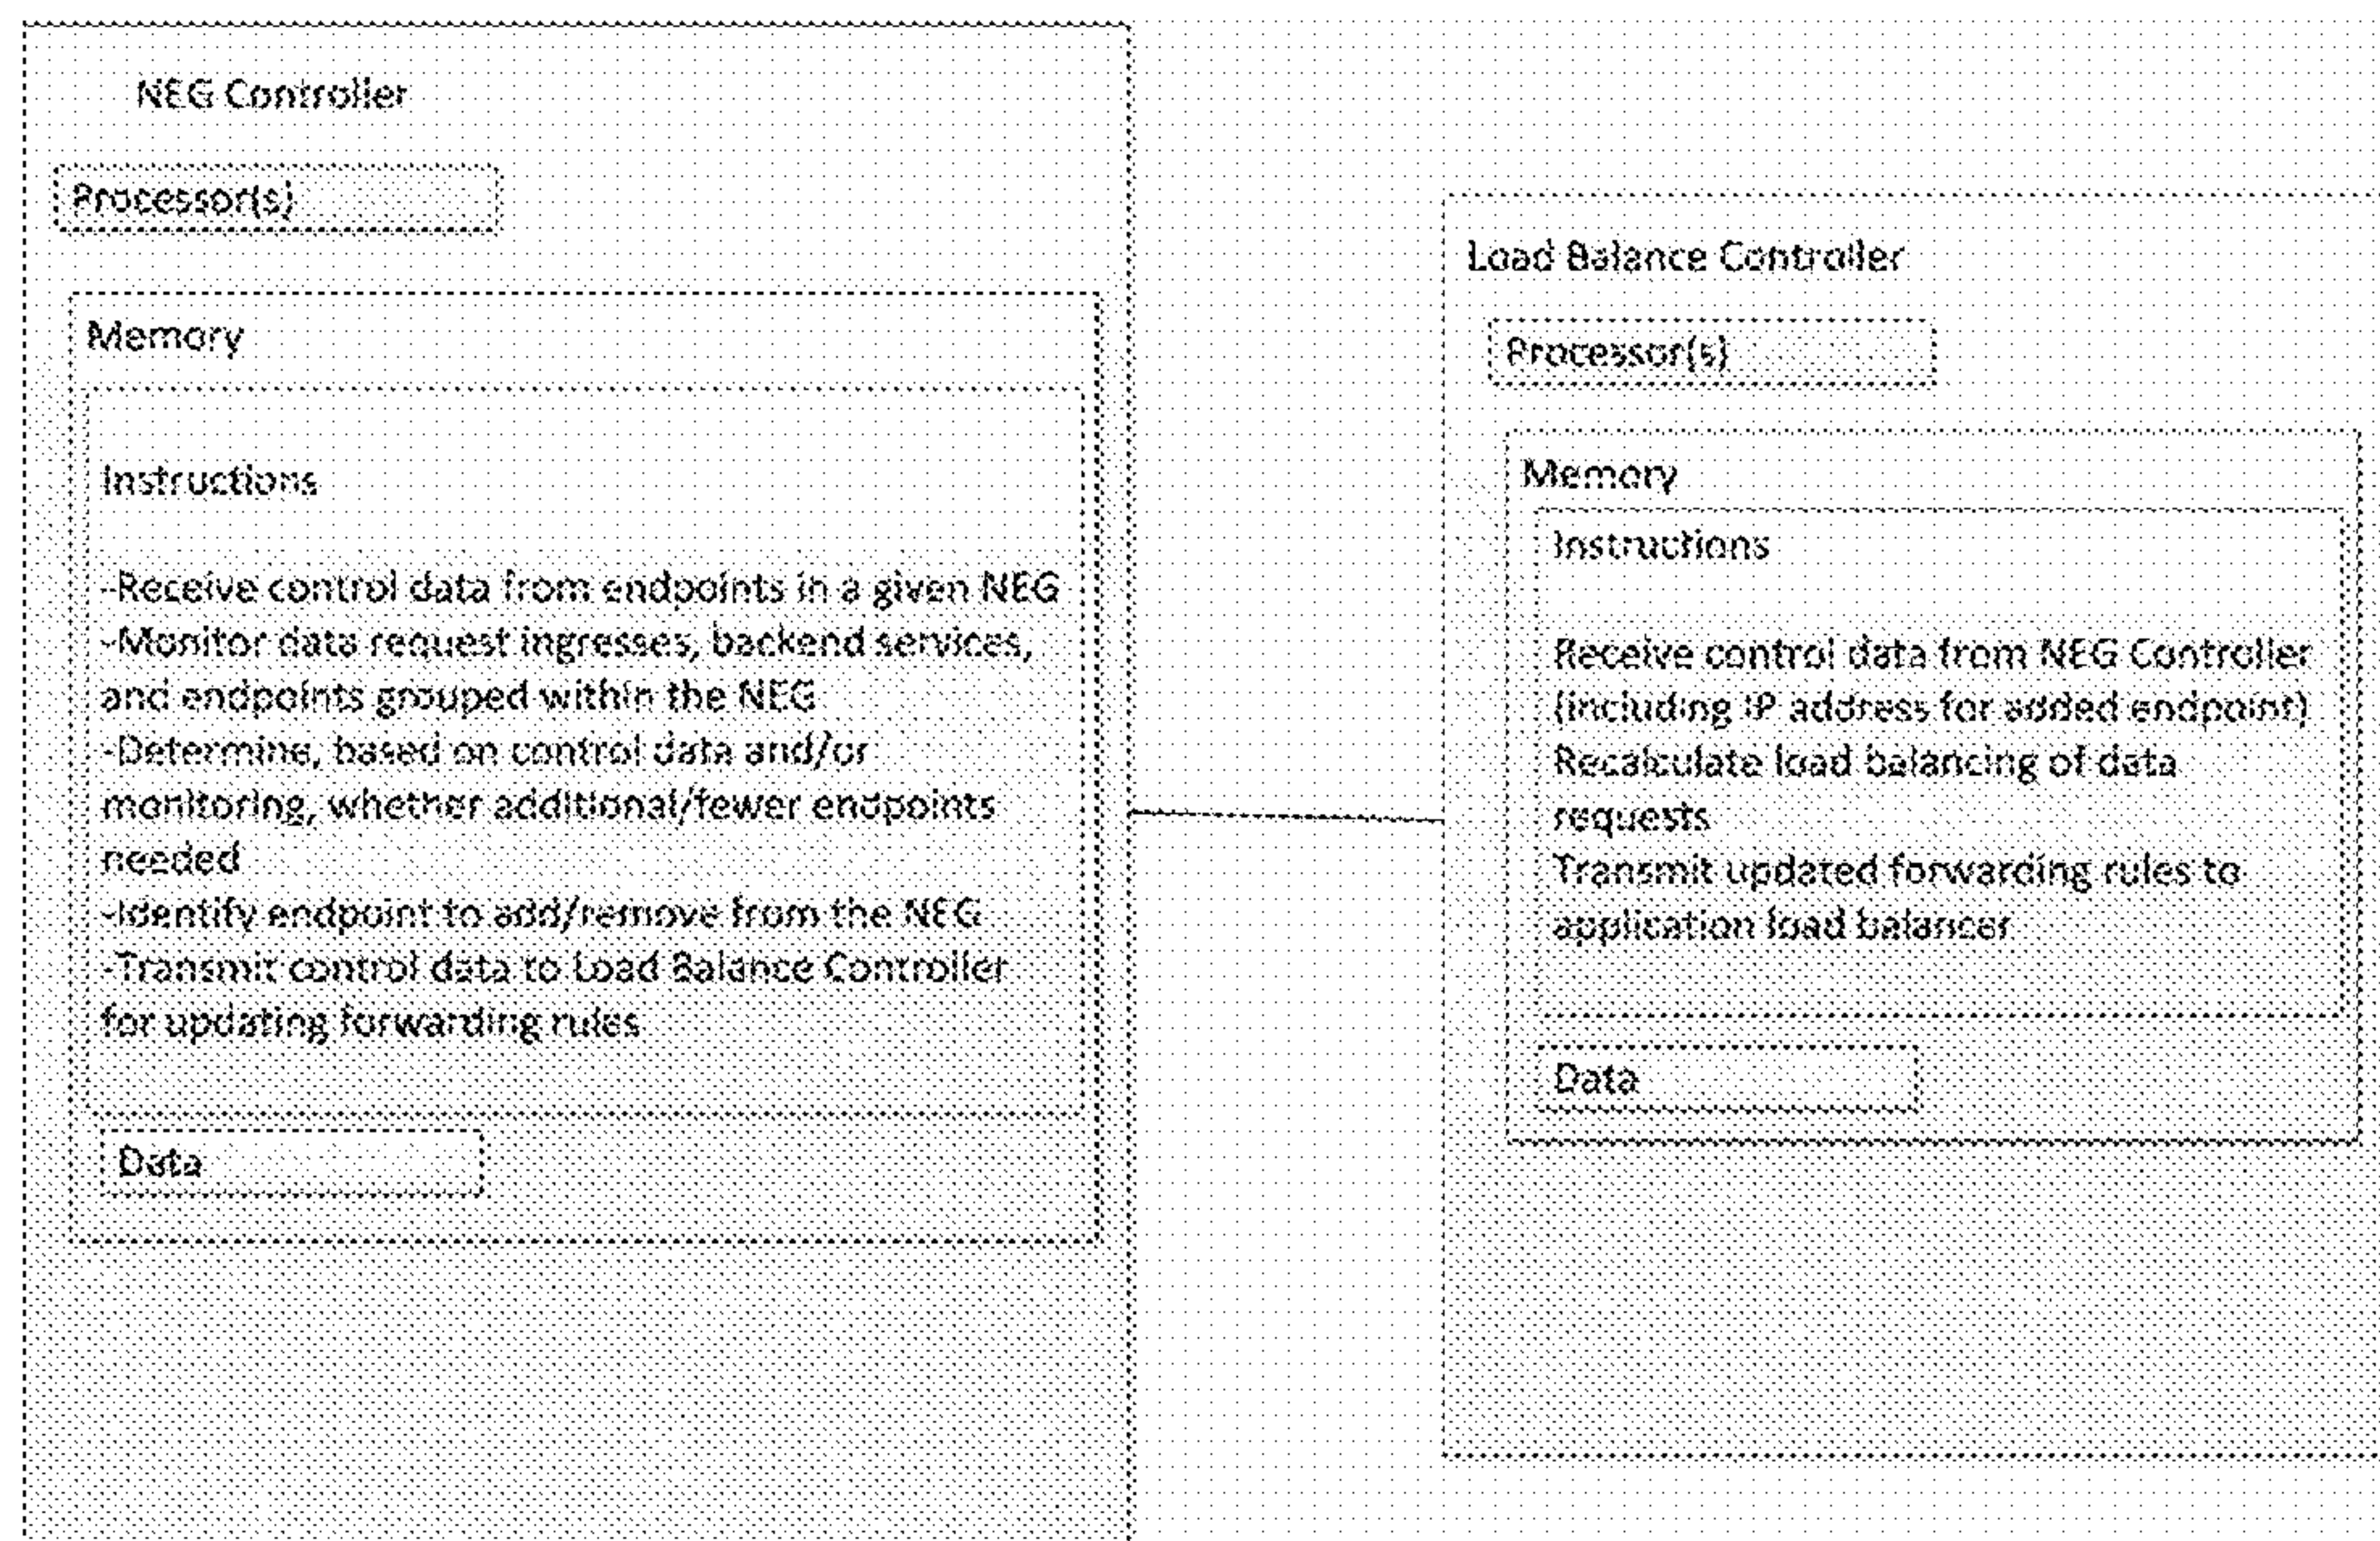 NEG Controller
Processor(s)
Memory
Instructions
-Receive control data from endpoints in a given NEG
-Monitor data request ingresses, backend services,
and endpoints grouped within the NEG
-Determine, based on control data and/or
monitoring, whether additional/fewer endpoints
needed
-Identify endpoint to add/remove from the NEG
-Transmit control data to Load Balance Controller
for updating forwarding rules
Data
Load Balance Controller
Processor(s)
Memory
Instructions
Receive control data from NEG Controller
(including IP address for added endpoint)
Recalculate load balancing of data
requests
Transmit updated forwarding rules to
application load balancer
Data